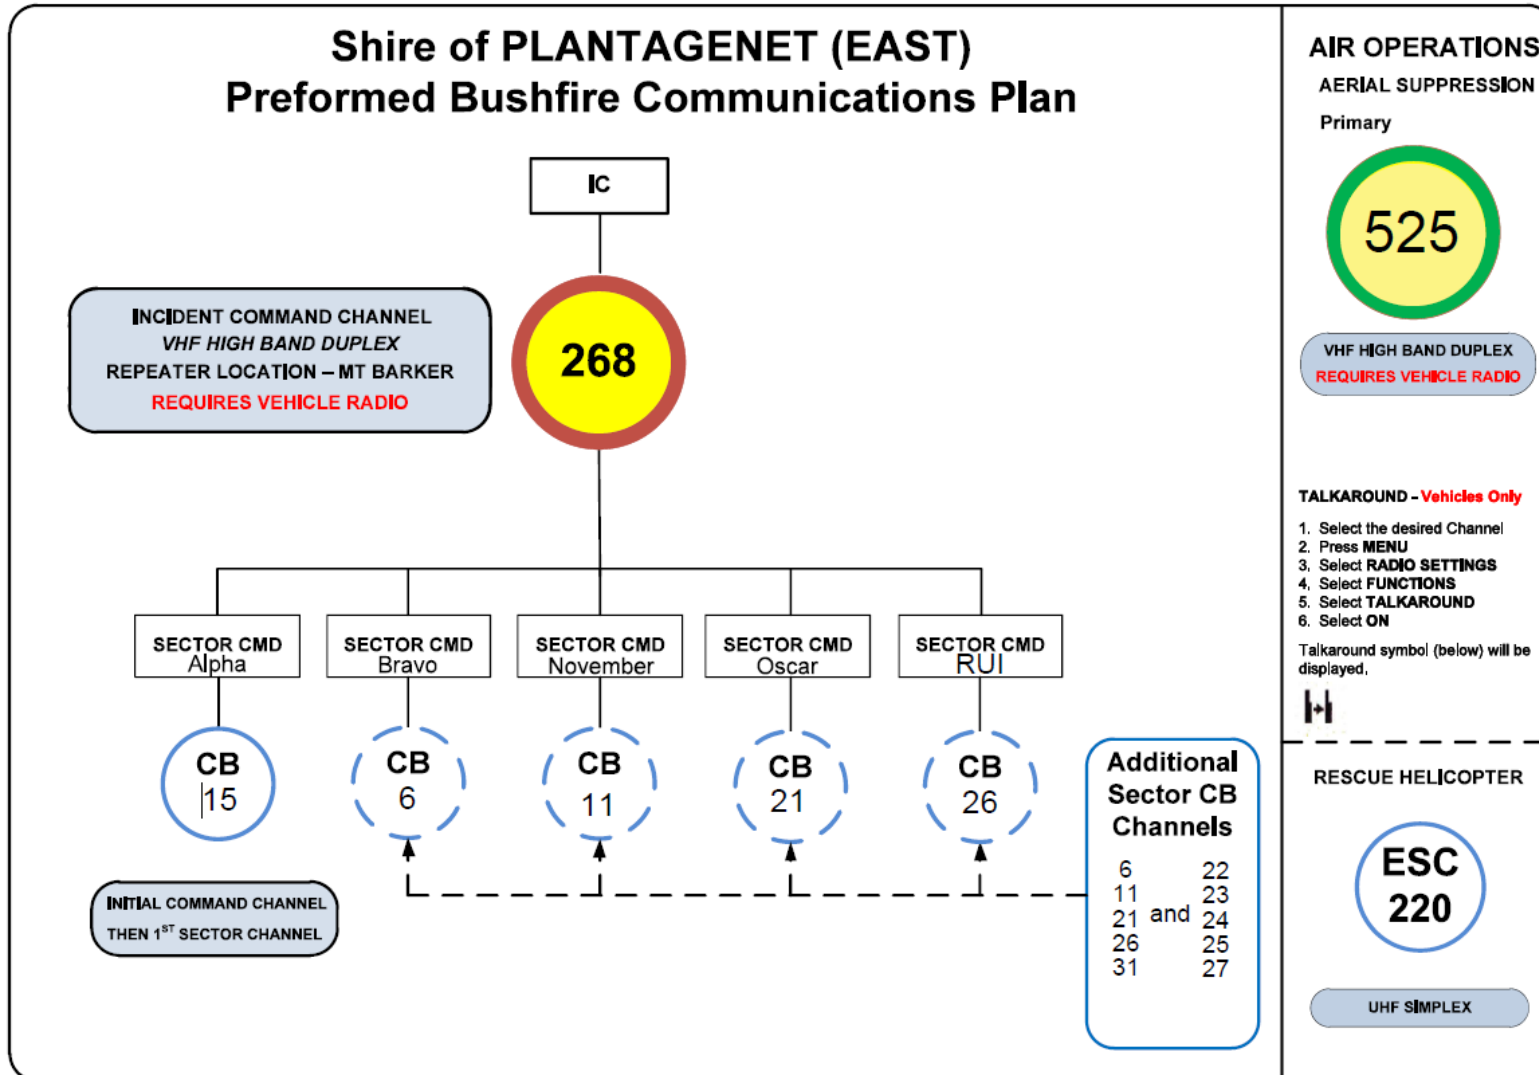 Shire of PLANTAGENET (EAST)
Preformed Bushfire Communications Plan
IC
INCIDENT COMMAND CHANNEL
VHF HIGH BAND DUPLEX
REPEATER LOCATION – MT BARKER
REQUIRES VEHICLE RADIO
268
SECTOR CMD
Alpha
SECTOR CMD
Bravo
SECTOR CMD
November
SECTOR CMD
Oscar
SECTOR CMD
RUI
CB
15
CB
6
CB
11
CB
21
CB
26
INITIAL COMMAND CHANNEL
THEN 1ST SECTOR CHANNEL
Additional
Sector CB
Channels
6 22
11 23
21 and 24
26 25
31 27
AIR OPERATIONS
AERIAL SUPPRESSION
Primary
525
VHF HIGH BAND DUPLEX
REQUIRES VEHICLE RADIO
TALKAROUND – Vehicles Only
1. Select the desired Channel
2. Press MENU
3. Select RADIO SETTINGS
4. Select FUNCTIONS
5. Select TALKAROUND
6. Select ON
Talkaround symbol (below) will be
displayed.
RESCUE HELICOPTER
ESC
220
UHF SIMPLEX